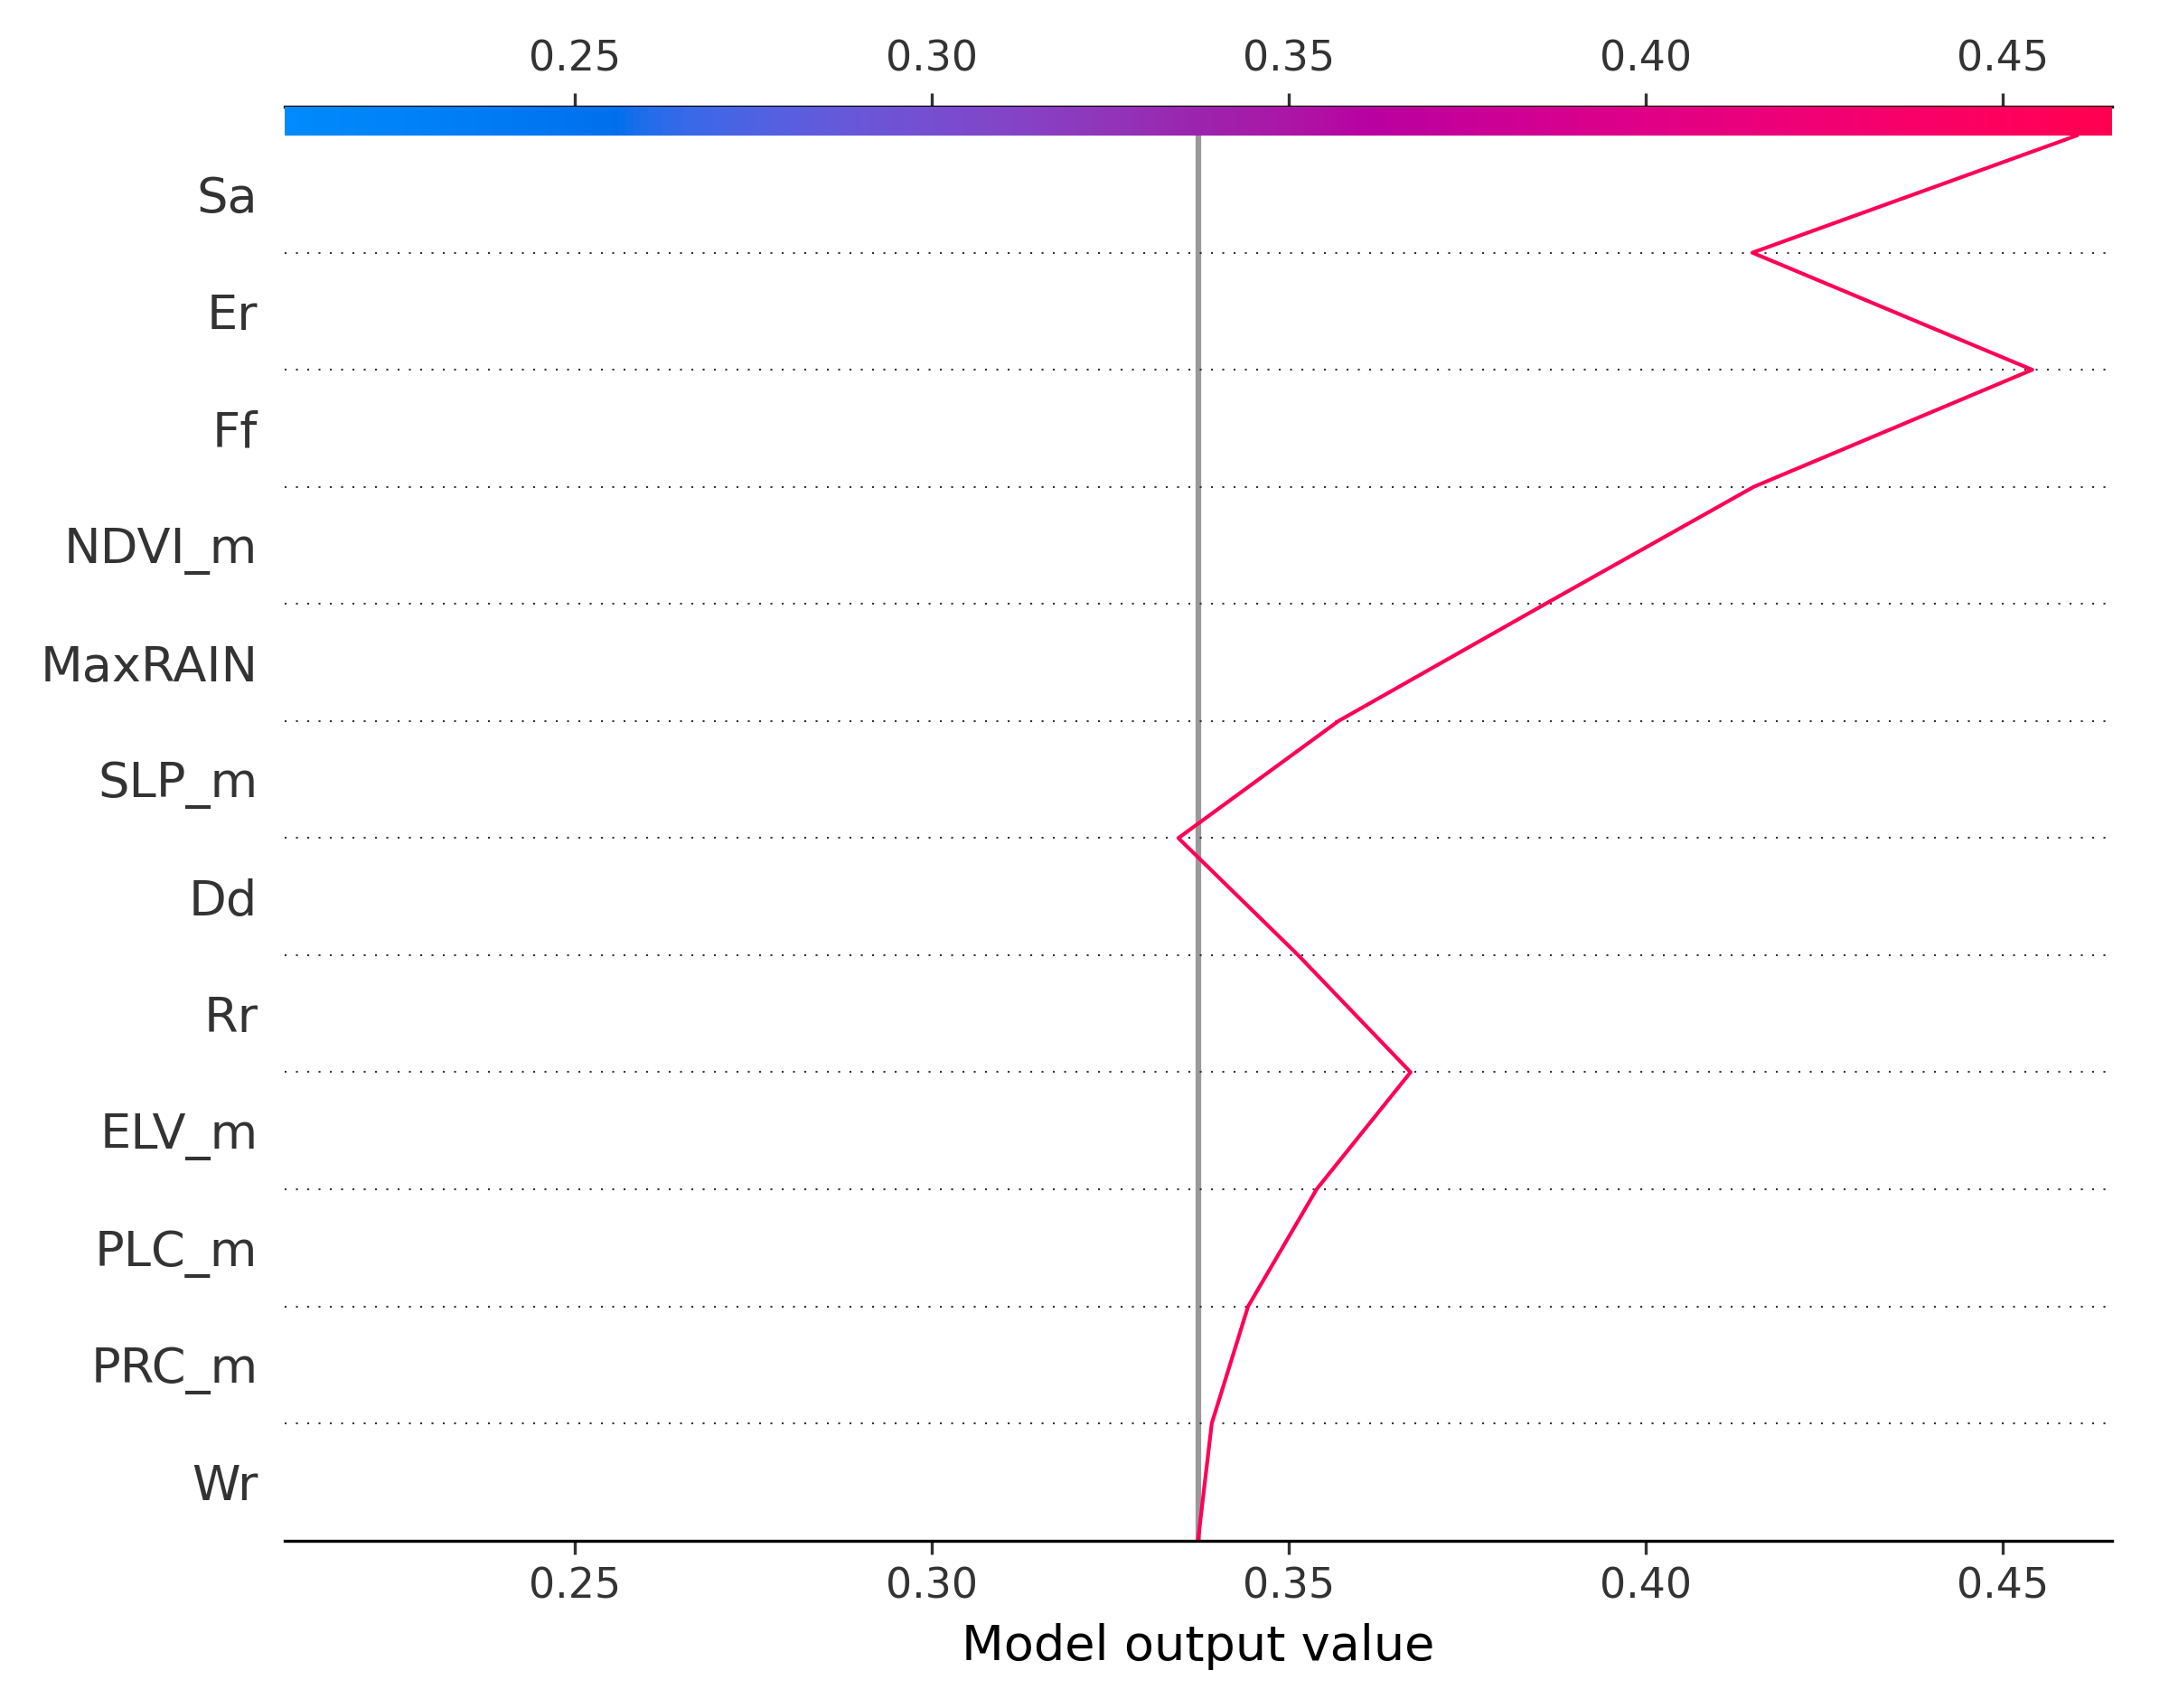 0.25 0.30 0.35 0.40 0.45
Sa
Er
Ff
NDVI_m
MaxRAIN
SLP_m
Dd
Rr
ELV_m
PLC_m
PRC_m
Wr
0.25 0.30 0.35 0.40 0.45
Model output value